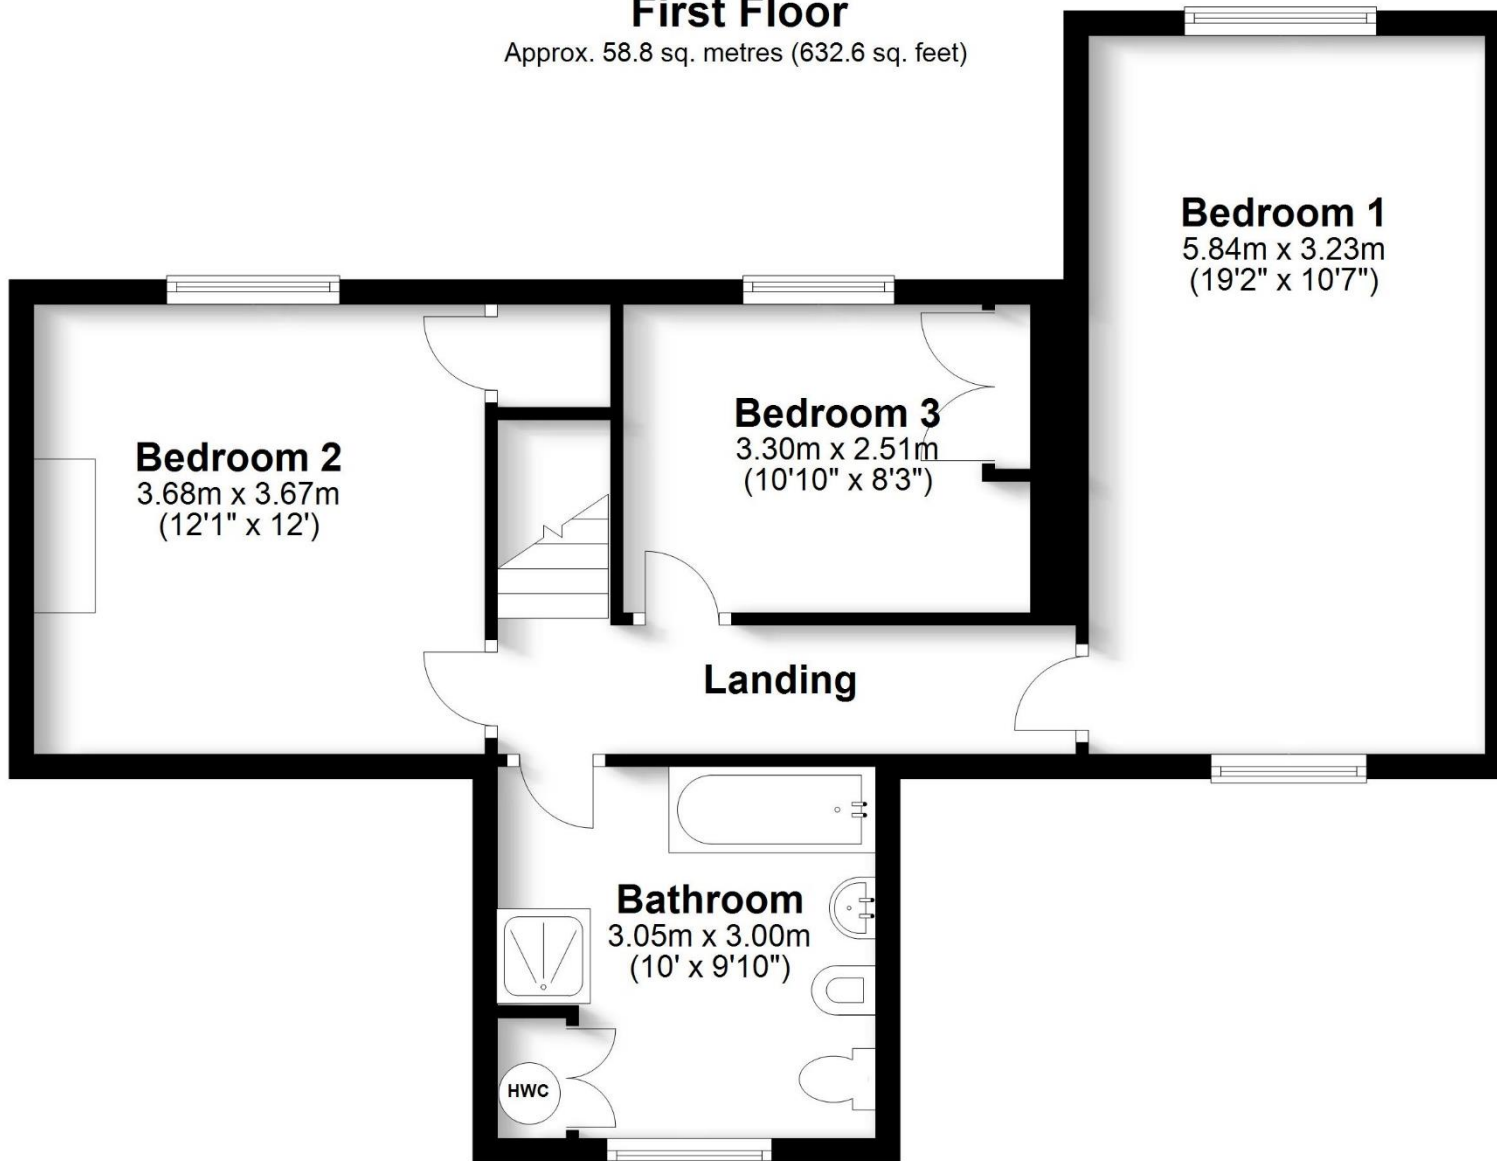 First Floor
Approx. 58.8 sq. metres (632.6 sq. feet)
Bedroom 1
5.84m x 3.23m
(19'2" x 10'7")
Bedroom 3
3.30m x 2.51m
(10'10" x 8'3")
Bedroom 2
3.68m x 3.67m
(12'1" x 12')
Landing
Bathroom
3.05m x 3.00m
(10' x 9'10")
HWC